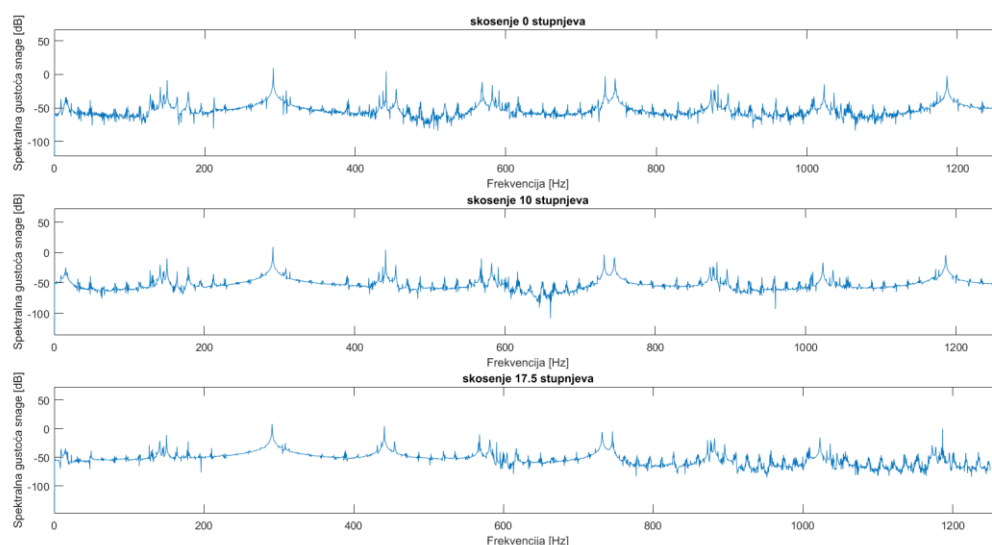 skosenje 0 stupnjeva
Spektralna gustoća snage [dB]
50
0
-50
-100
0 200 400 600 800 1000 1200
Frekvencija [Hz]
skosenje 10 stupnjeva
Spektralna gustoća snage [dB]
50
0
-50
-100
0 200 400 600 800 1000 1200
Frekvencija [Hz]
skosenje 17.5 stupnjeva
Spektralna gustoća snage [dB]
50
0
-50
-100
0 200 400 600 800 1000 1200
Frekvencija [Hz]